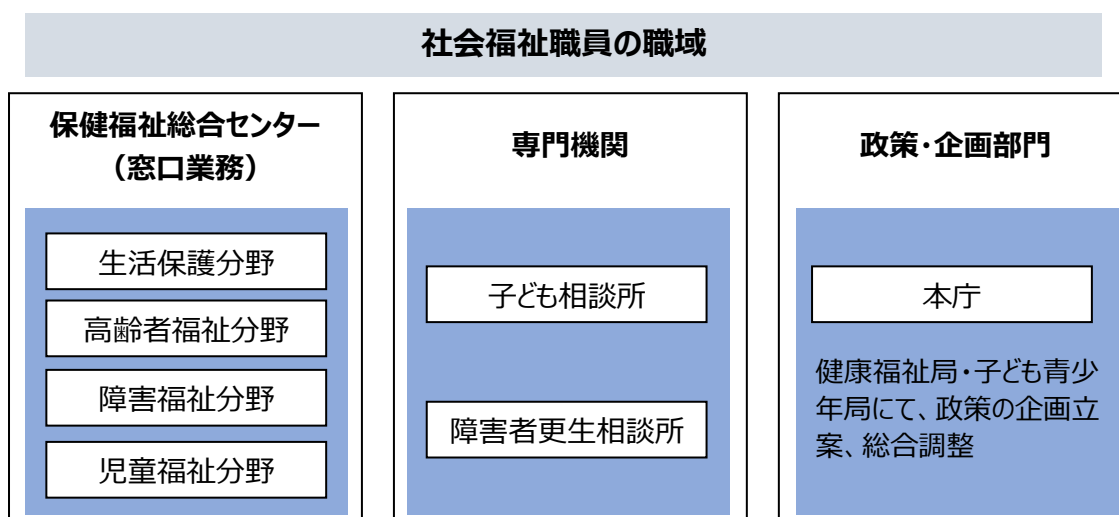 社会福祉職員の職域
保健福祉総合センター
（窓口業務）
生活保護分野
高齢者福祉分野
障害福祉分野
児童福祉分野
専門機関
子ども相談所
障害者更生相談所
政策・企画部門
本庁
健康福祉局・子ども青少
年局にて、政策の企画立
案、総合調整